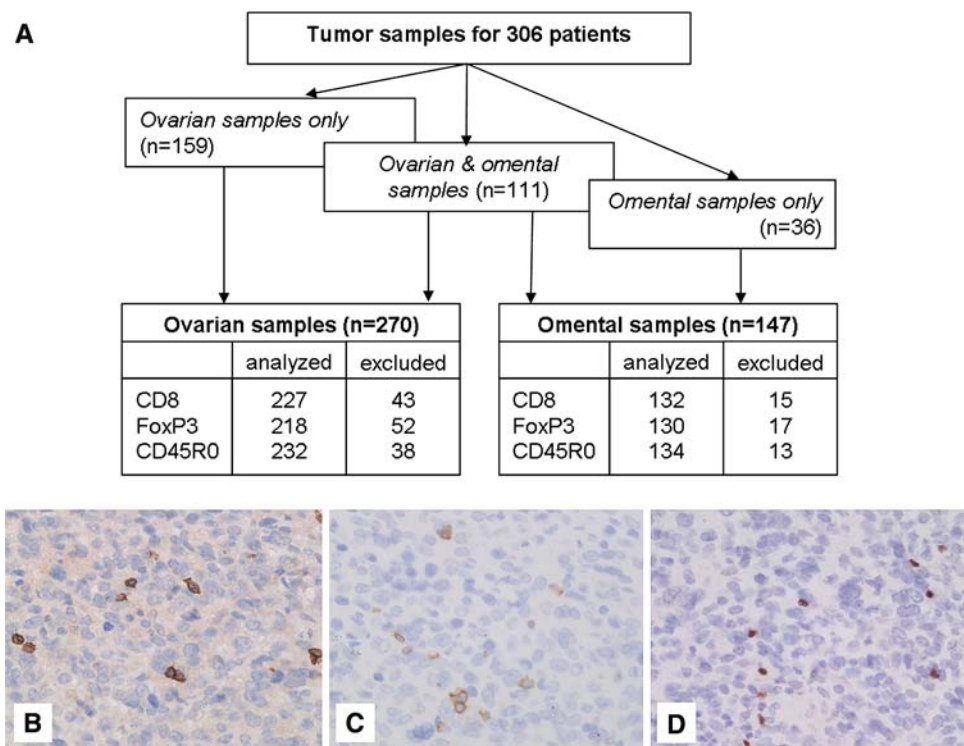 A
Tumor samples for 306 patients
Ovarian samples only
(n=159)
Ovarian & omental
samples (n=111)
Omental samples only
(n=36)
Ovarian samples (n=270)
analyzed excluded
CD8 227 43
FoxP3 218 52
CD45R0 232 38
Omental samples (n=147)
analyzed excluded
CD8 132 15
FoxP3 130 17
CD45R0 134 13
B
C
D